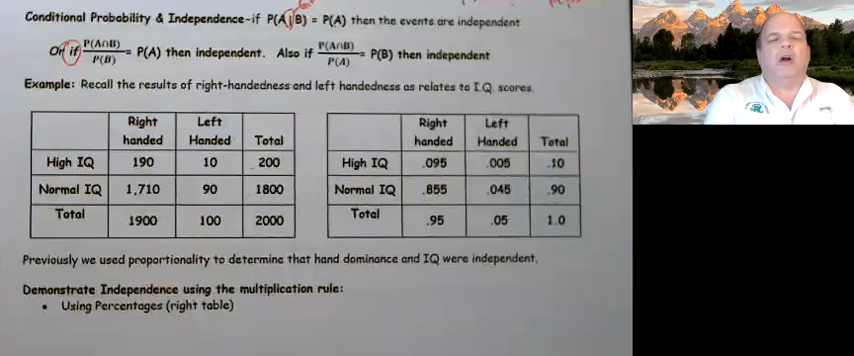 Conditional Probability & Independence-if P(A|B) = P(A) then the events are independent
Or if P(A∩B)/P(B) = P(A) then independent. Also if P(A∩B)/P(A) = P(B) then independent
Example: Recall the results of right-handedness and left handedness as relates to I.Q. scores.
Right handed Left Handed Total
High IQ 190 10 200
Normal IQ 1,710 90 1800
Total 1900 100 2000
Right handed Left Handed Total
High IQ .095 .005 .10
Normal IQ .855 .045 .90
Total .95 .05 1.0
Previously we used proportionality to determine that hand dominance and IQ were independent.
Demonstrate Independence using the multiplication rule:
• Using Percentages (right table)